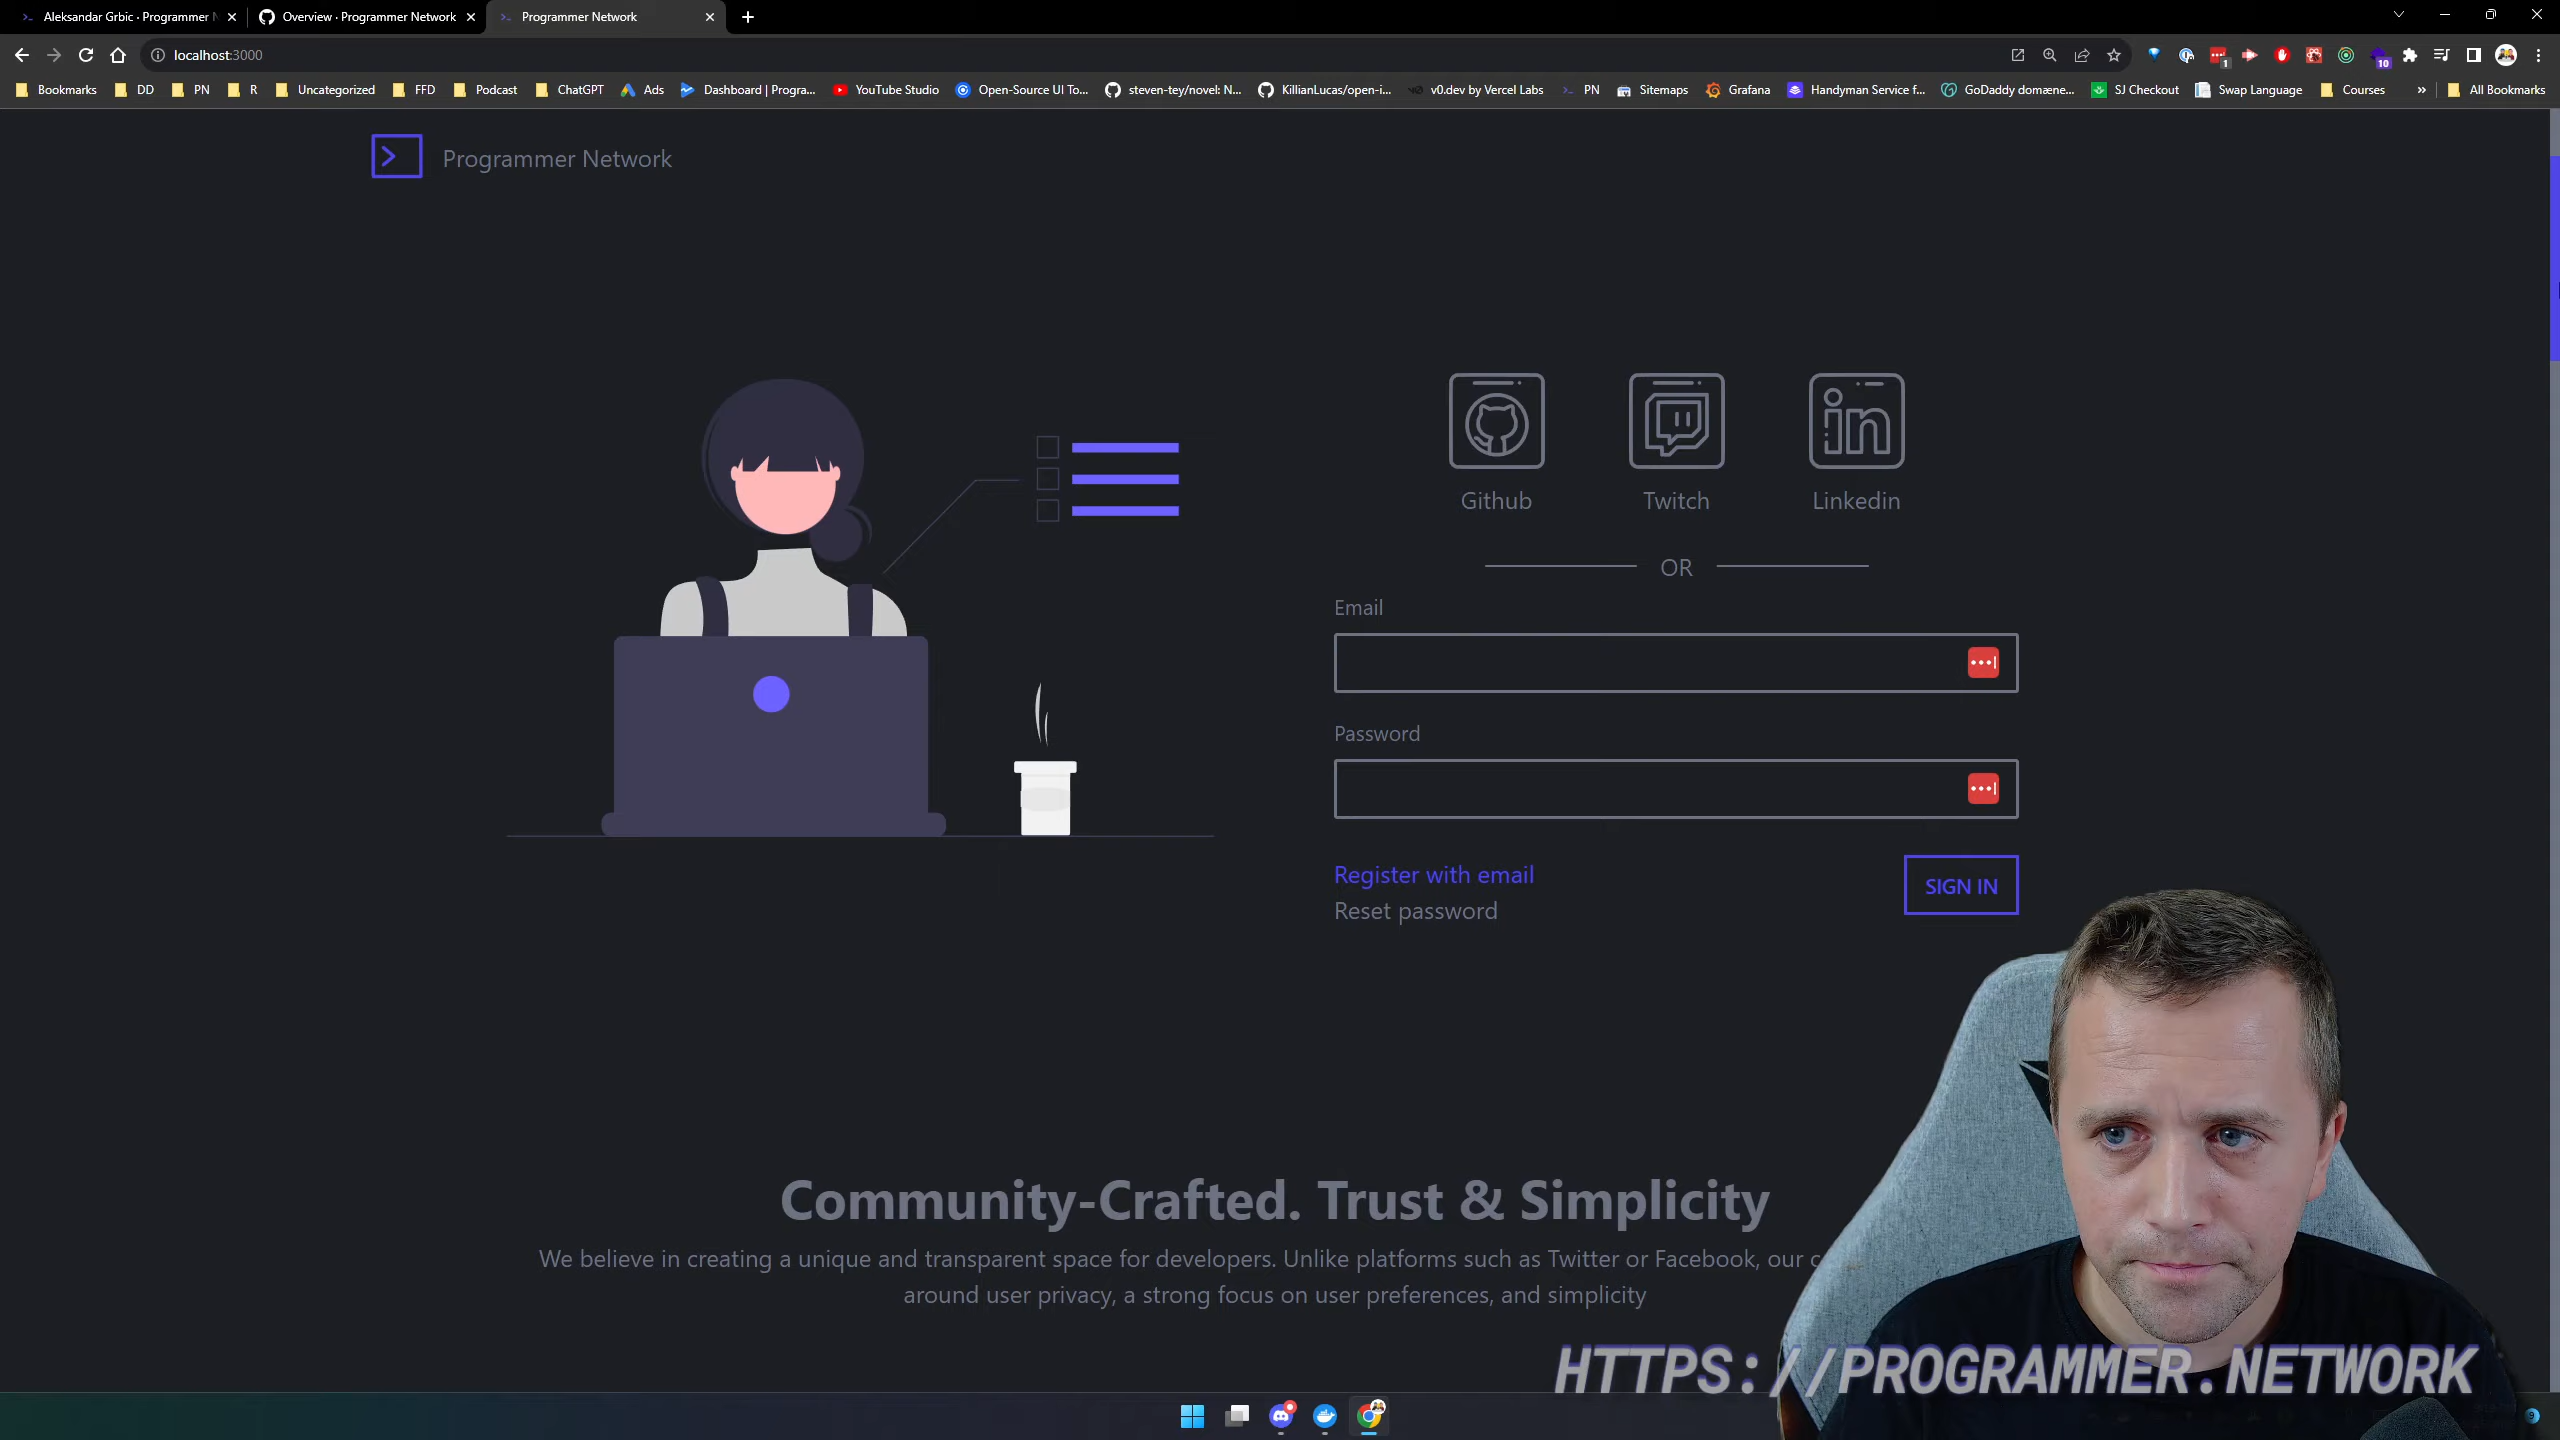 Aleksandar Grbic · Programmer N
Overview · Programmer Network
Programmer Network
localhost:3000
1
10
Bookmarks
DD
PN
R
Uncategorized
FFD
Podcast
ChatGPT
Ads
Dashboard | Progra...
YouTube Studio
Open-Source UI To...
steven-tey/novel: N...
KillianLucas/open-i...
v0.dev by Vercel Labs
PN
Sitemaps
Grafana
Handyman Service f...
GoDaddy domæne...
SJ Checkout
Swap Language
Courses
»
All Bookmarks
Programmer Network
Github
Twitch
Linkedin
OR
Email
Password
Register with email
SIGN IN
Reset password
Community-Crafted. Trust & Simplicity
We believe in creating a unique and transparent space for developers. Unlike platforms such as Twitter or Facebook, our
around user privacy, a strong focus on user preferences, and simplicity
HTTPS://PROGRAMMER.NETWORK